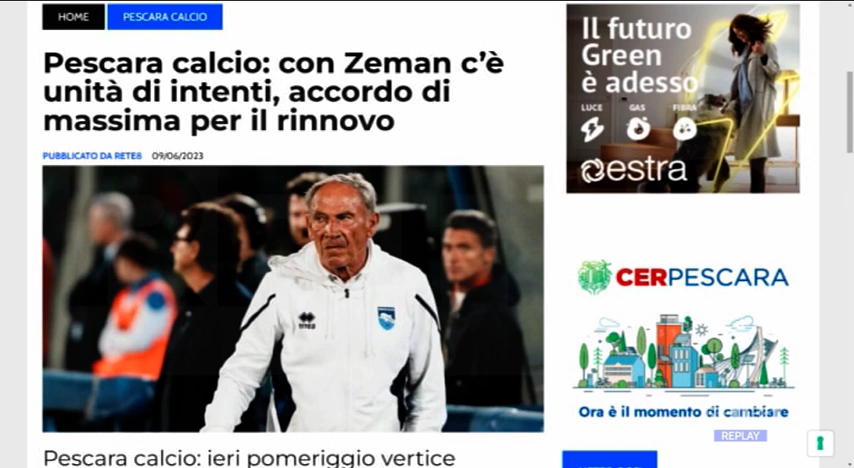 HOME
PESCARA CALCIO
Pescara calcio: con Zeman c’è
unità di intenti, accordo di
massima per il rinnovo
PUBBLICATO DA RETE8 09/06/2023
Pescara calcio: ieri pomeriggio vertice
Il futuro
Green
è adesso
LUCE GAS FIBRA
estra
CERPESCARA
Ora è il momento di cambiare
REPLAY